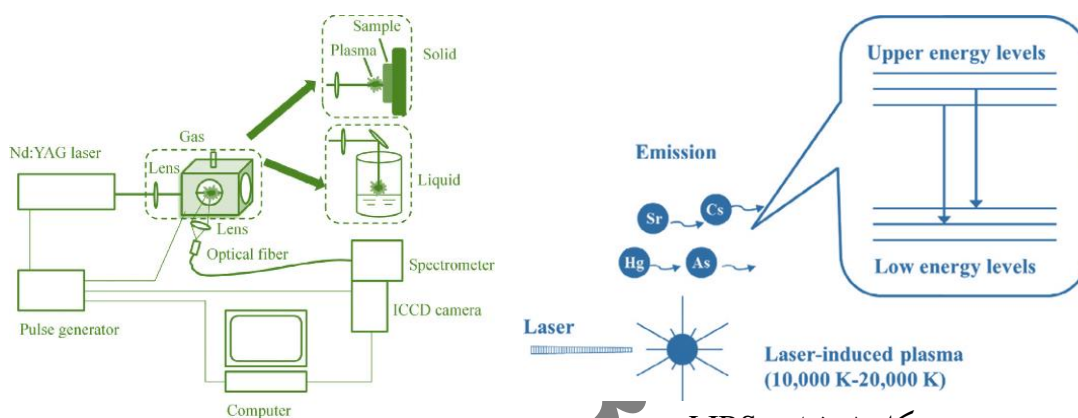 Sample
Plasma
Solid
Gas
Nd:YAG laser
Lens
Liquid
Lens
Optical fiber
Spectrometer
ICCD camera
Pulse generator
Computer
Upper energy levels
Emission
Sr
Cs
Hg
As
Low energy levels
Laser
Laser-induced plasma
(10,000 K-20,000 K)
LIBS